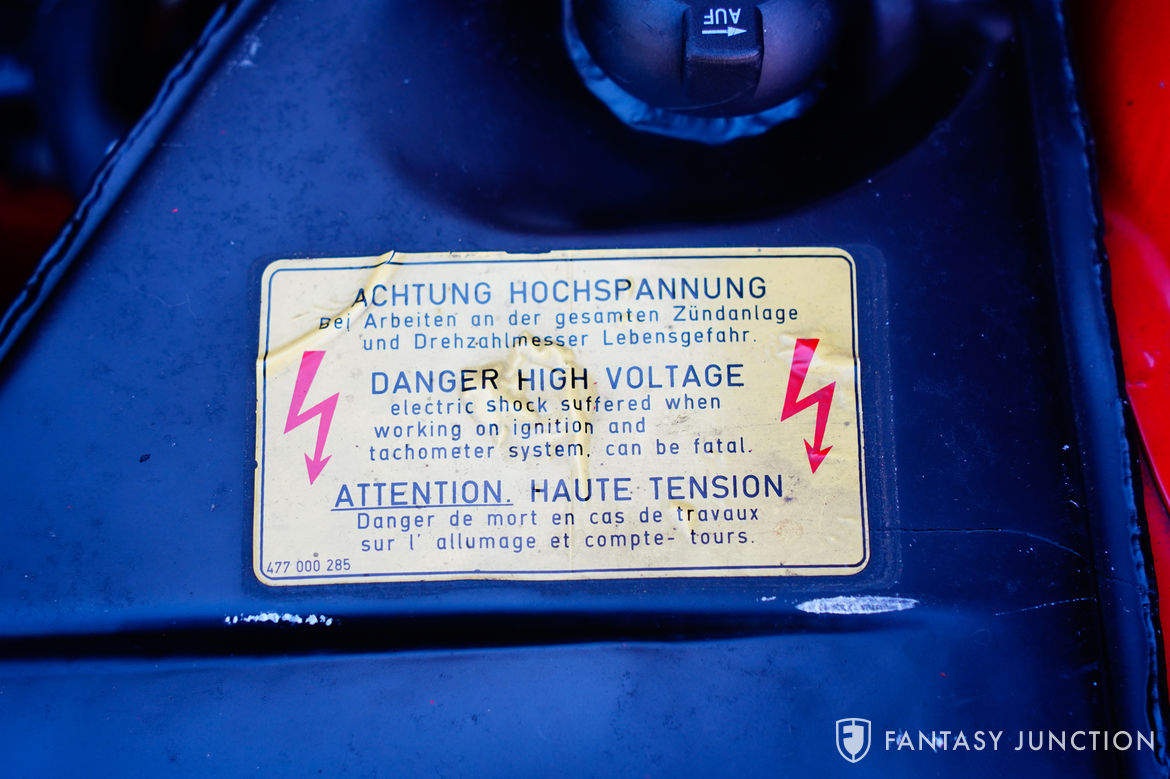 AUF
ACHTUNG HOCHSPANNUNG
Bei Arbeiten an der gesamten Zündanlage
und Drehzahlmesser Lebensgefahr.
DANGER HIGH VOLTAGE
electric shock suffered when
working on ignition and
tachometer system, can be fatal.
ATTENTION. HAUTE TENSION
Danger de mort en cas de travaux
sur l' allumage et compte- tours.
477 000 285
FANTASY JUNCTION